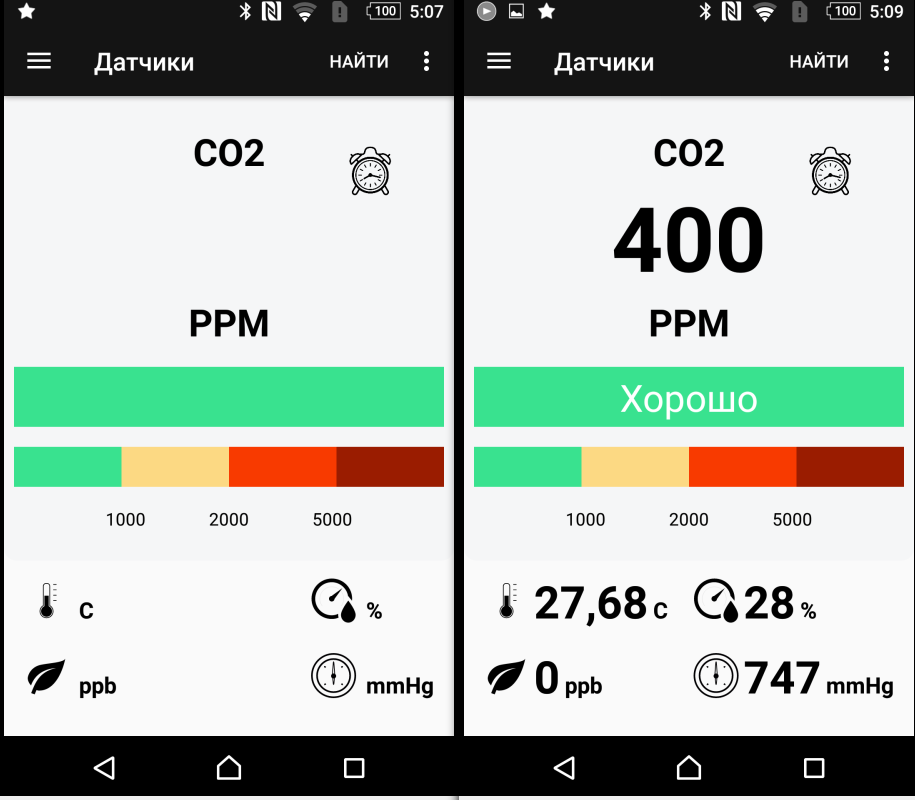 100 5:07
Датчики НАЙТИ
CO2
PPM
1000 2000 5000
C %
ppb mmHg
100 5:09
Датчики НАЙТИ
CO2
400
PPM
Хорошо
1000 2000 5000
27,68 C 28 %
0 ppb 747 mmHg